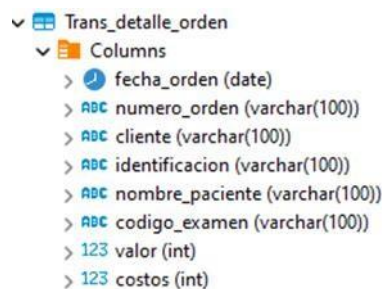 Trans_detalle_orden
Columns
fecha_orden (date)
ABC numero_orden (varchar(100))
ABC cliente (varchar(100))
ABC identificacion (varchar(100))
ABC nombre_paciente (varchar(100))
ABC codigo_examen (varchar(100))
123 valor (int)
123 costos (int)